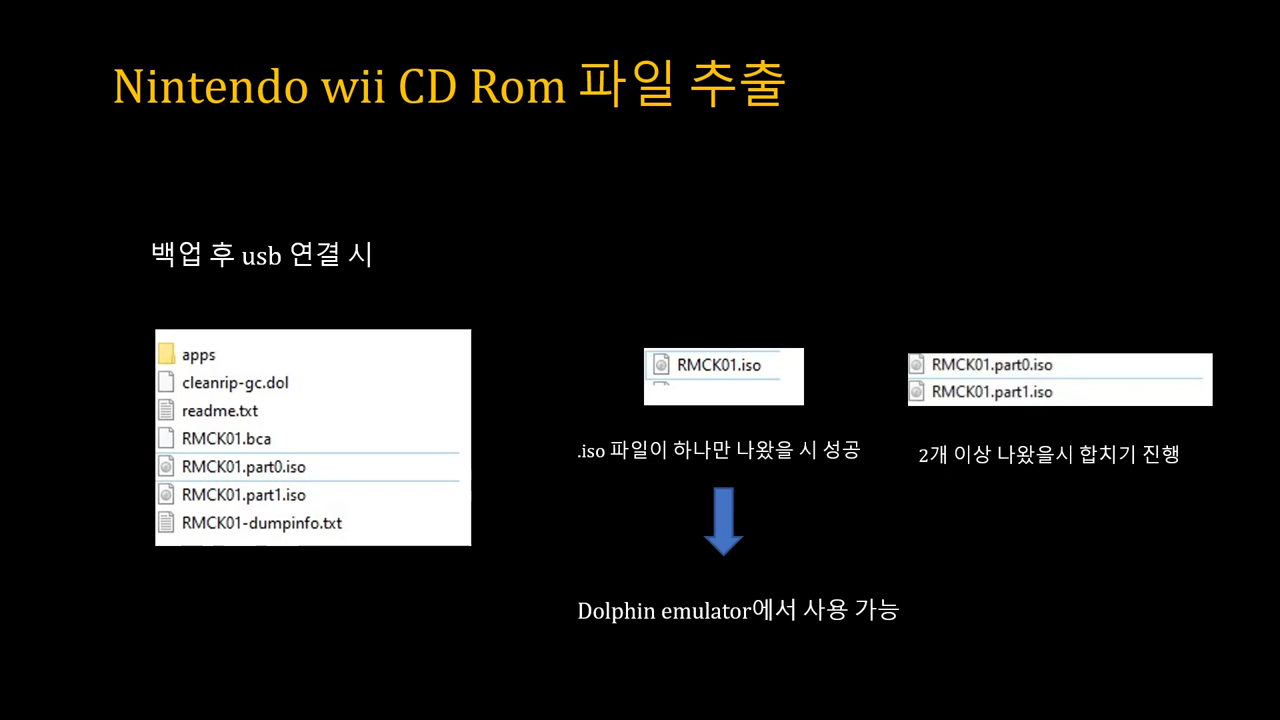 Nintendo wii CD Rom 파일 추출
백업 후 usb 연결 시
apps
cleanrip-gc.dol
readme.txt
RMCK01.bca
RMCK01.part0.iso
RMCK01.part1.iso
RMCK01-dumpinfo.txt
RMCK01.iso
.iso 파일이 하나만 나왔을 시 성공
Dolphin emulator에서 사용 가능
RMCK01.part0.iso
RMCK01.part1.iso
2개 이상 나왔을시 합치기 진행